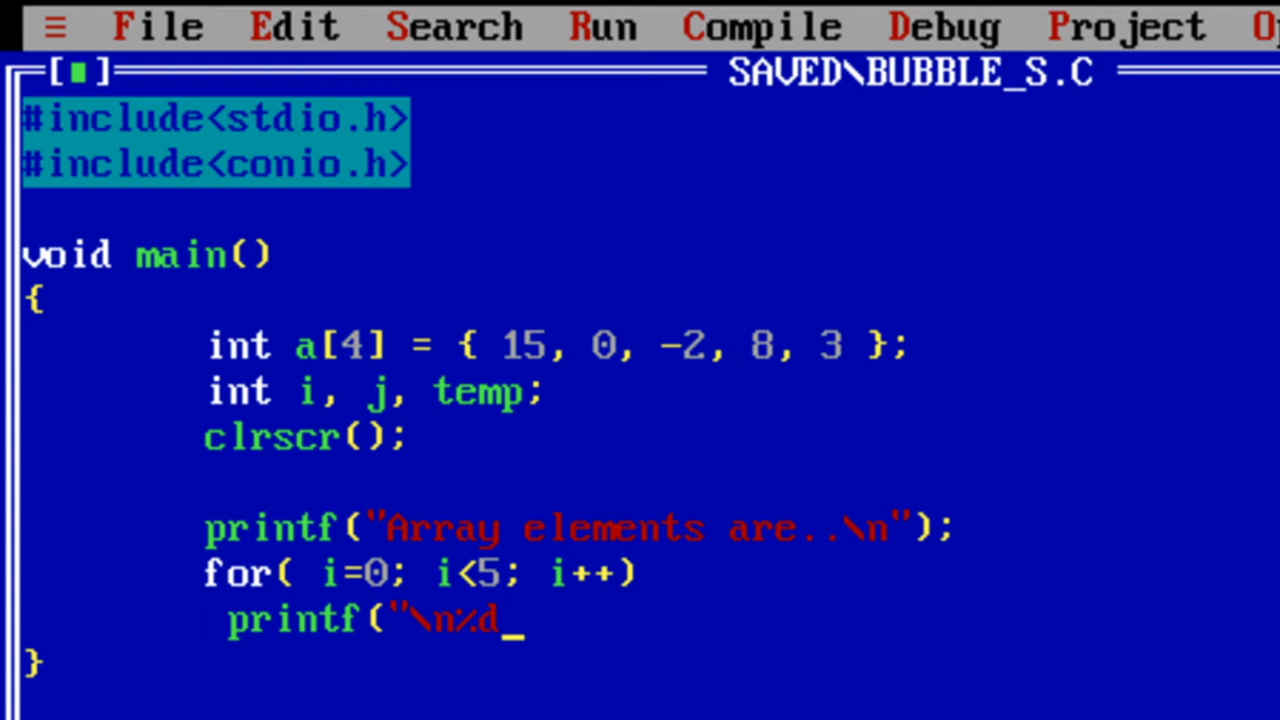 ≡ File Edit Search Run Compile Debug Project O
[■] SAVED\BUBBLE_S.C
#include<stdio.h>
#include<conio.h>
void main()
{
int a[4] = { 15, 0, -2, 8, 3 };
int i, j, temp;
clrscr();
printf("Array elements are..\n");
for( i=0; i<5; i++)
printf("\n%d_
}